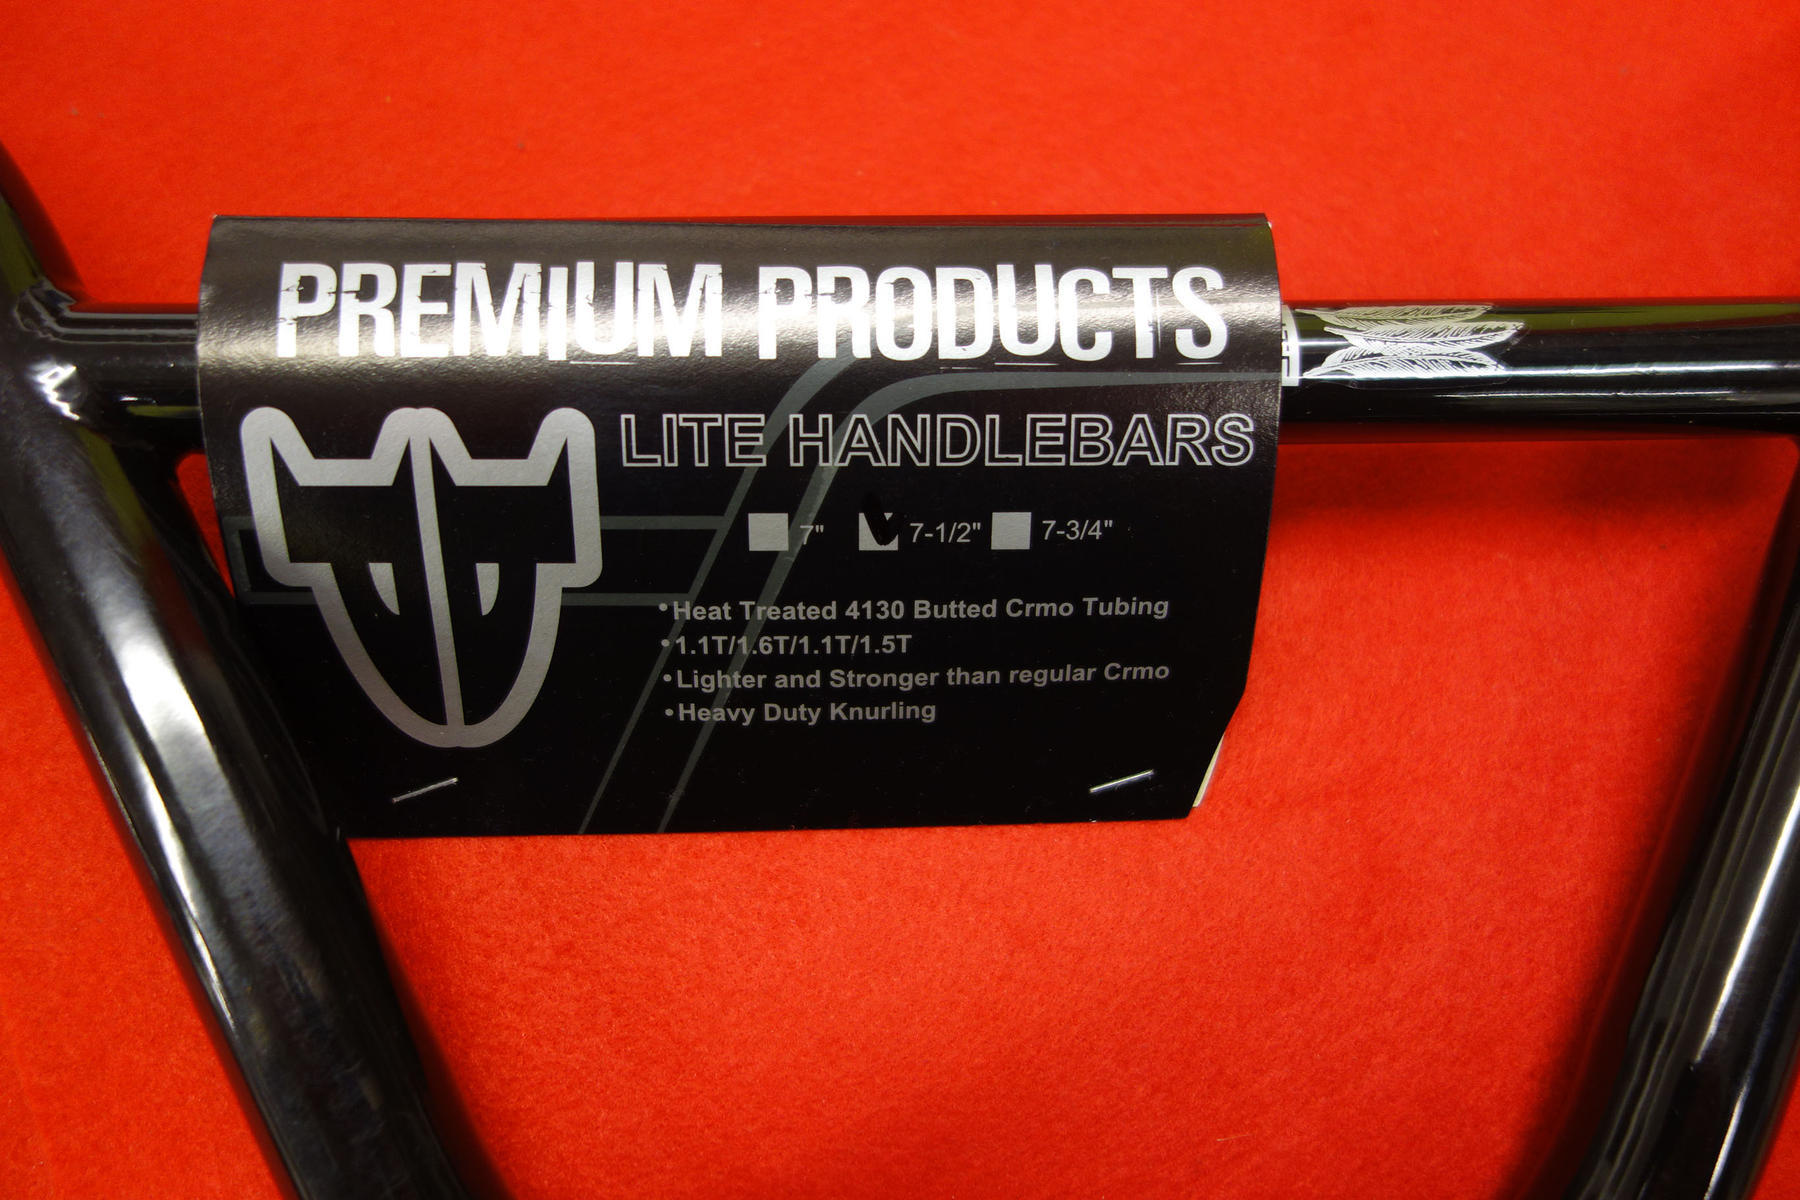 PREMIUM PRODUCTS
LITE HANDLEBARS
7" 7-1/2" 7-3/4"
•Heat Treated 4130 Butted Crmo Tubing
•1.1T/1.6T/1.1T/1.5T
•Lighter and Stronger than regular Crmo
•Heavy Duty Knurling